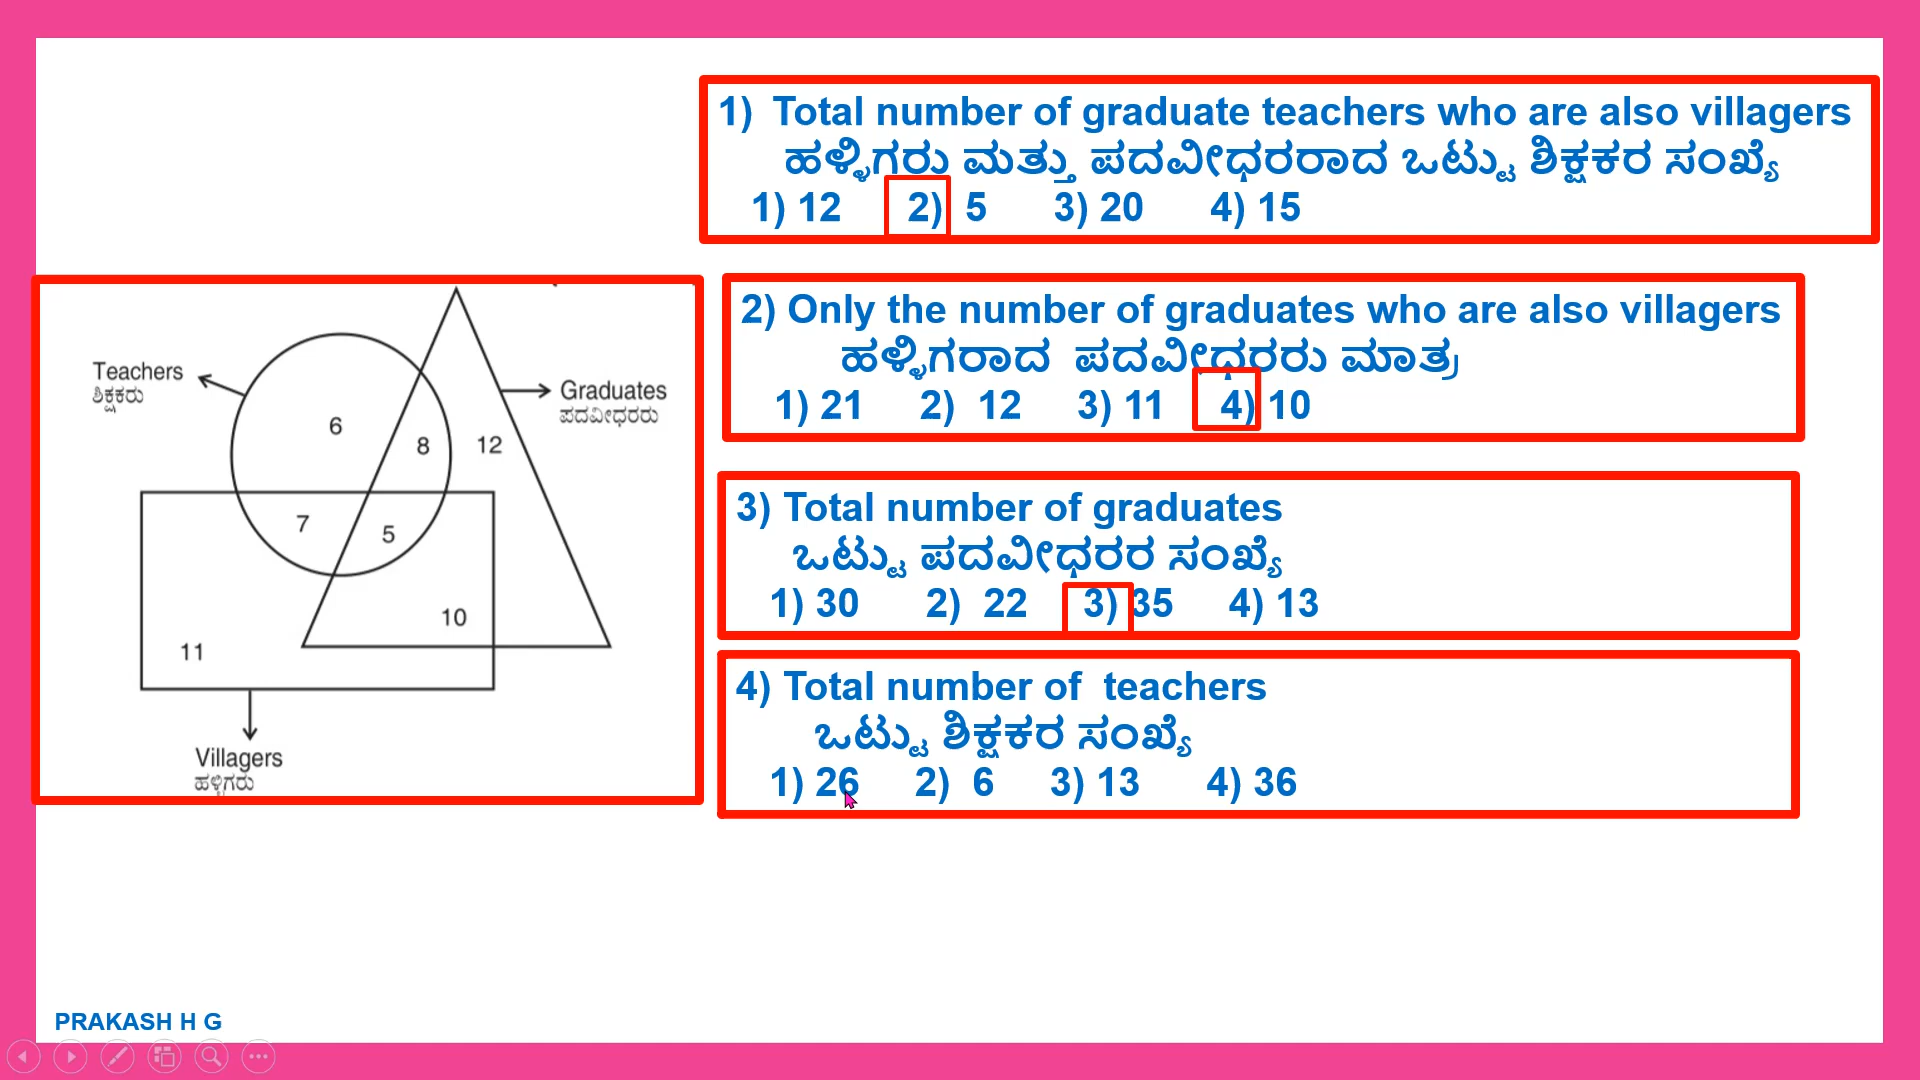 1) Total number of graduate teachers who are also villagers
ಹಳ್ಳಿಗರು ಮತ್ತು ಪದವೀಧರರಾದ ಒಟ್ಟು ಶಿಕ್ಷಕರ ಸಂಖ್ಯೆ
1) 12 2) 5 3) 20 4) 15
2) Only the number of graduates who are also villagers
ಹಳ್ಳಿಗರಾದ ಪದವೀಧರರು ಮಾತ್ರ
1) 21 2) 12 3) 11 4) 10
3) Total number of graduates
ಒಟ್ಟು ಪದವೀಧರರ ಸಂಖ್ಯೆ
1) 30 2) 22 3) 35 4) 13
4) Total number of teachers
ಒಟ್ಟು ಶಿಕ್ಷಕರ ಸಂಖ್ಯೆ
1) 26 2) 6 3) 13 4) 36
Teachers
ಶಿಕ್ಷಕರು
Graduates
ಪದವೀಧರರು
6
8
12
7
5
10
11
Villagers
ಹಳ್ಳಿಗರು
PRAKASH H G